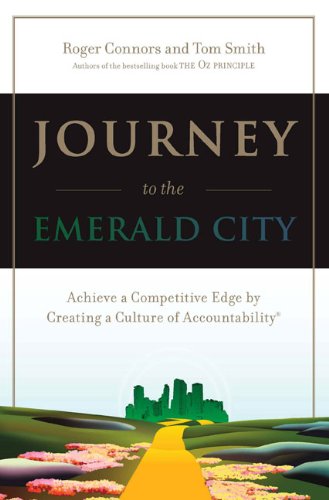 Roger Connors and Tom Smith
Authors of the bestselling book THE OZ PRINCIPLE
JOURNEY
to the
EMERALD CITY
Achieve a Competitive Edge by
Creating a Culture of Accountability®